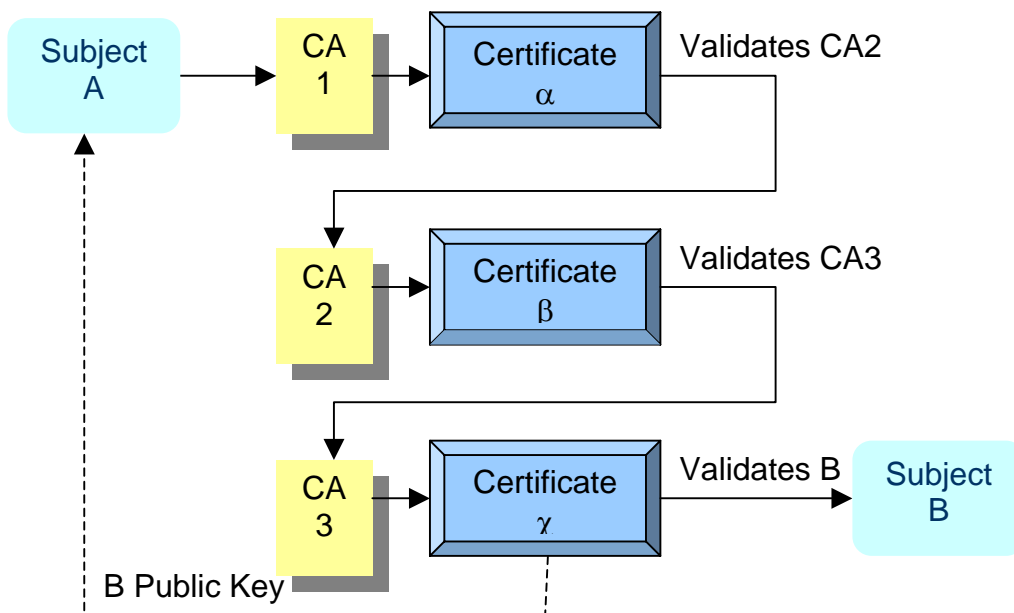 Subject
A
CA
1
Certificate
α
Validates CA2
CA
2
Certificate
β
Validates CA3
CA
3
Certificate
χ
Validates B
Subject
B
B Public Key